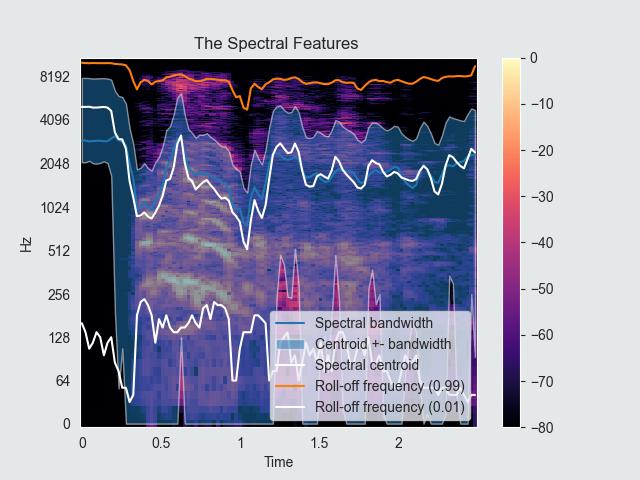 The Spectral Features
8192
4096
2048
1024
512
256
128
64
0
Hz
0
0.5
1
1.5
2
Time
Spectral bandwidth
Centroid +- bandwidth
Spectral centroid
Roll-off frequency (0.99)
Roll-off frequency (0.01)
0
−10
−20
−30
−40
−50
−60
−70
−80